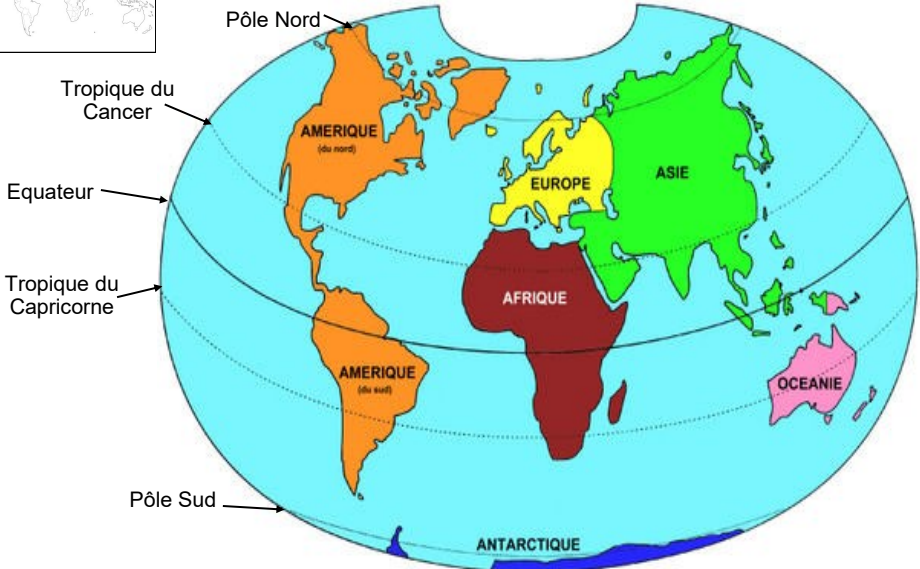 Pôle Nord
Tropique du
Cancer
Equateur
Tropique du
Capricorne
Pôle Sud
AMERIQUE
(du nord)
EUROPE
ASIE
AFRIQUE
AMERIQUE
(du sud)
OCEANIE
ANTARCTIQUE